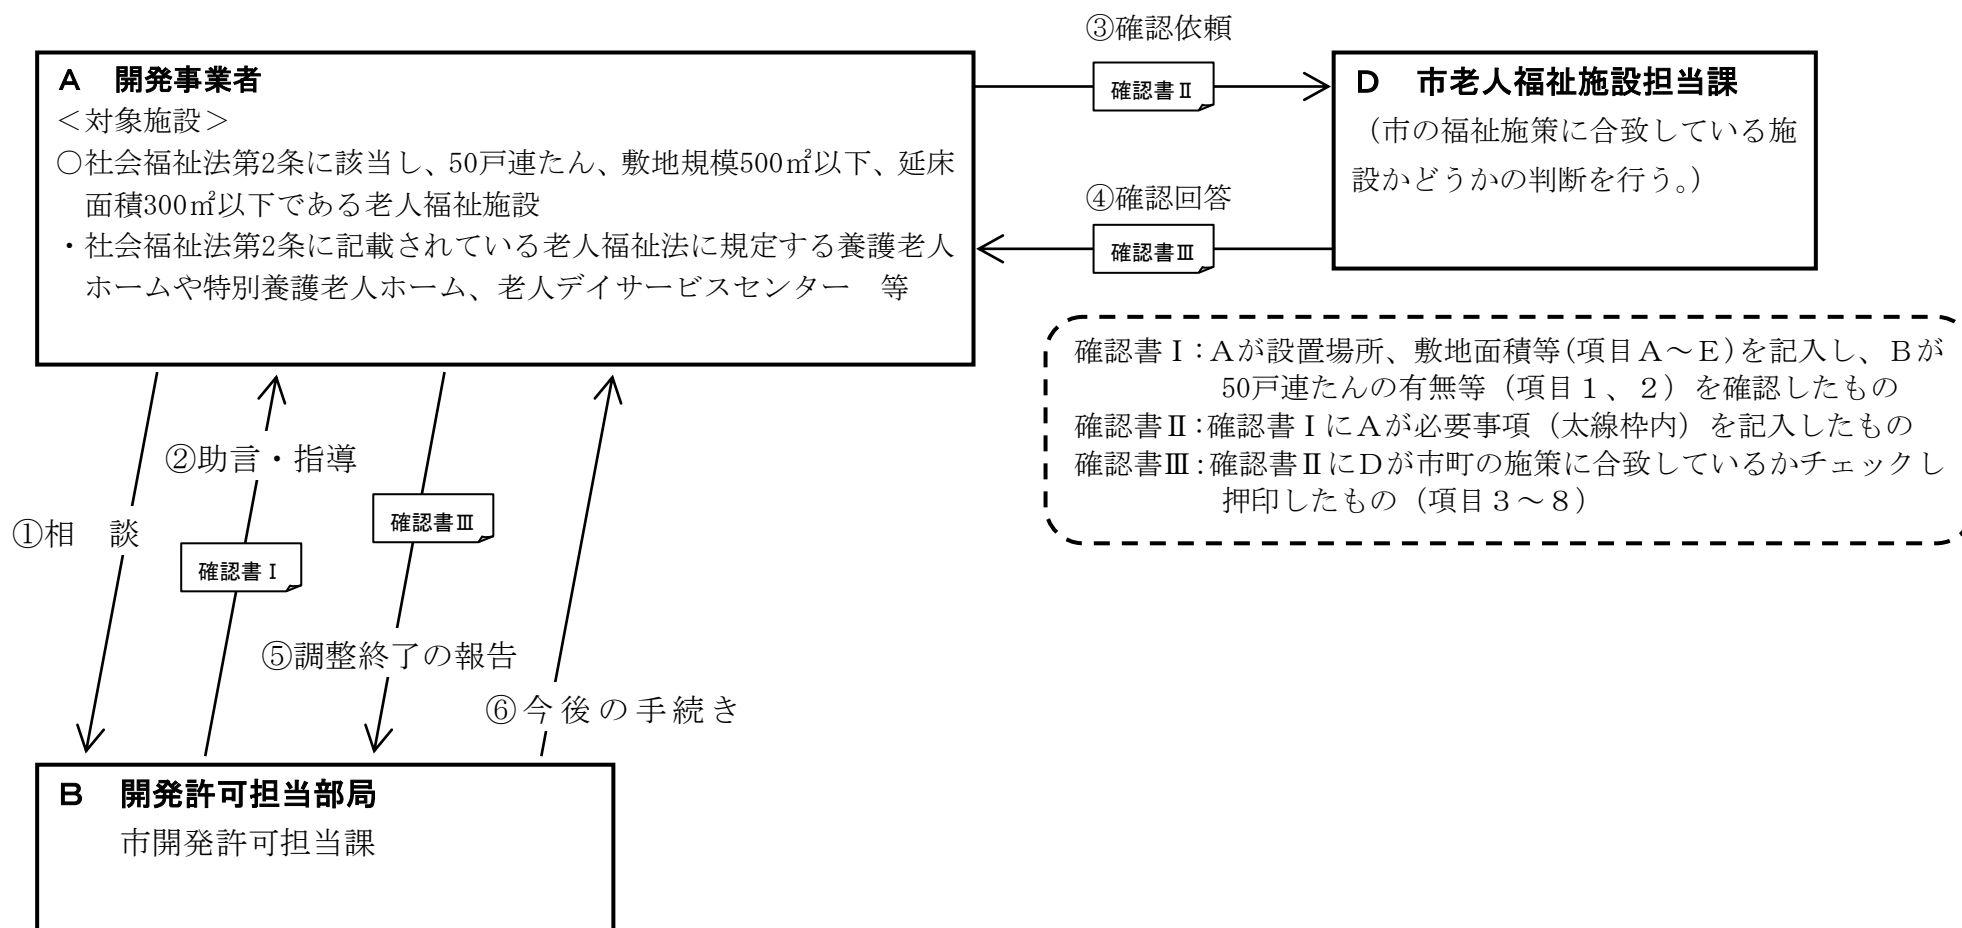 A　開発事業者
＜対象施設＞
○社会福祉法第2条に該当し、50戸連たん、敷地規模500㎡以下、延床
面積300㎡以下である老人福祉施設
・社会福祉法第2条に記載されている老人福祉法に規定する養護老人
ホームや特別養護老人ホーム、老人デイサービスセンター　等
③確認依頼
確認書Ⅱ
④確認回答
確認書Ⅲ
D　市老人福祉施設担当課
（市の福祉施策に合致している施
設かどうかの判断を行う。）
確認書Ⅰ：Ａが設置場所、敷地面積等(項目Ａ～Ｅ)を記入し、Ｂが
50戸連たんの有無等（項目１、２）を確認したもの
確認書Ⅱ：確認書ⅠにＡが必要事項（太線枠内）を記入したもの
確認書Ⅲ：確認書ⅡにＤが市町の施策に合致しているかチェックし
押印したもの（項目３～８）
①相　談
②助言・指導
確認書Ⅰ
確認書Ⅲ
⑤調整終了の報告
⑥今後の手続き
B　開発許可担当部局
市開発許可担当課